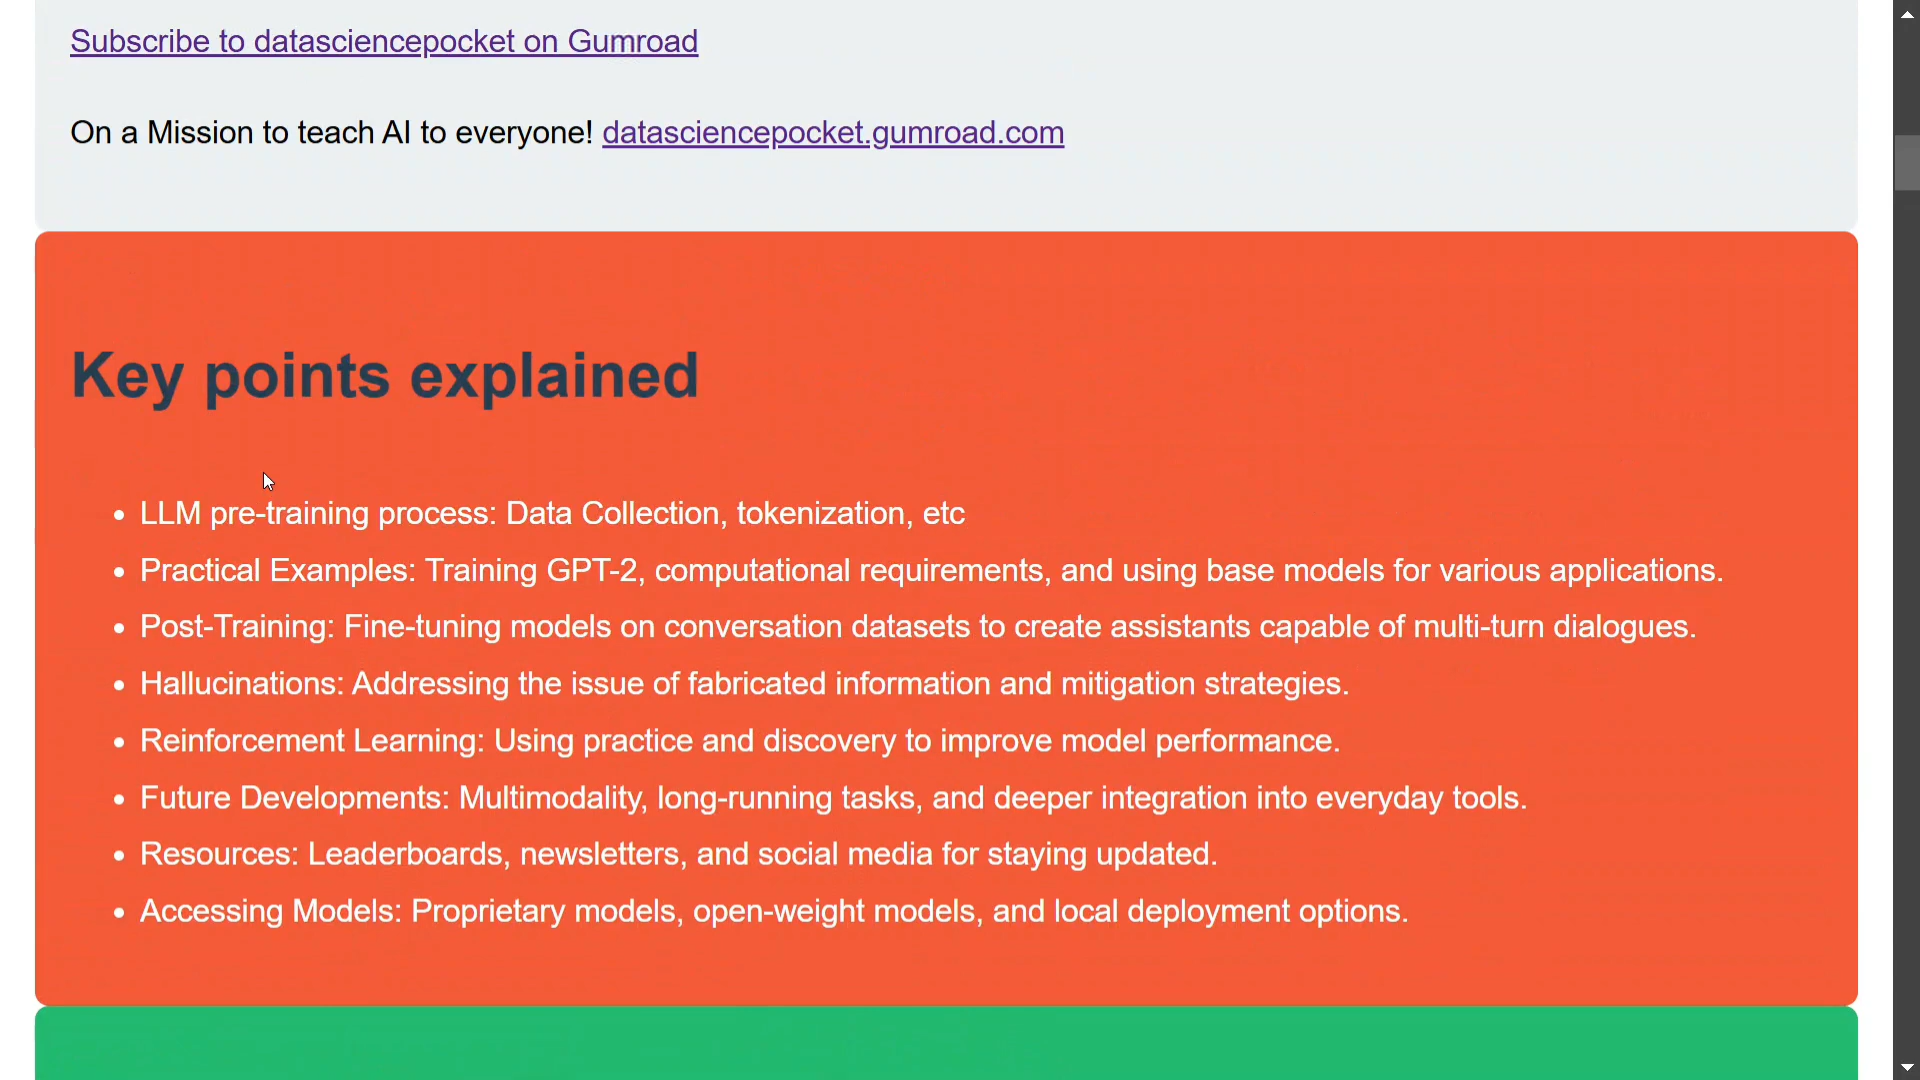 Subscribe to datasciencepocket on Gumroad
On a Mission to teach AI to everyone! datasciencepocket.gumroad.com
Key points explained
• LLM pre-training process: Data Collection, tokenization, etc
• Practical Examples: Training GPT-2, computational requirements, and using base models for various applications.
• Post-Training: Fine-tuning models on conversation datasets to create assistants capable of multi-turn dialogues.
• Hallucinations: Addressing the issue of fabricated information and mitigation strategies.
• Reinforcement Learning: Using practice and discovery to improve model performance.
• Future Developments: Multimodality, long-running tasks, and deeper integration into everyday tools.
• Resources: Leaderboards, newsletters, and social media for staying updated.
• Accessing Models: Proprietary models, open-weight models, and local deployment options.